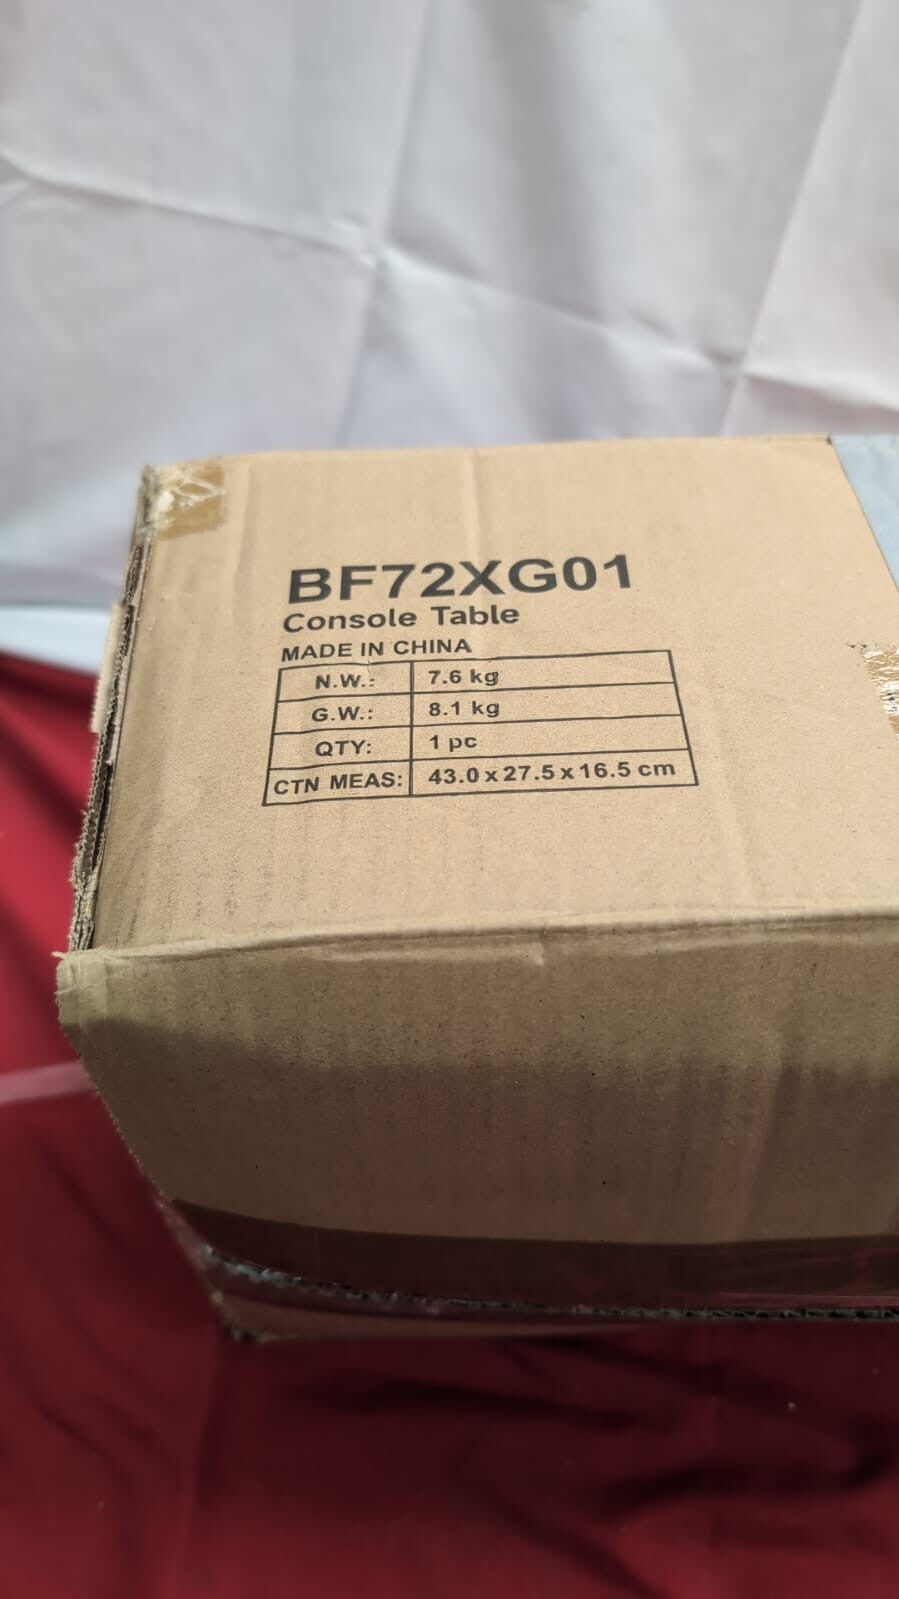 BF72XG01
Console Table
MADE IN CHINA
N.W.: 7.6 kg
G.W.: 8.1 kg
QTY: 1 pc
CTN MEAS: 43.0 x 27.5 x 16.5 cm